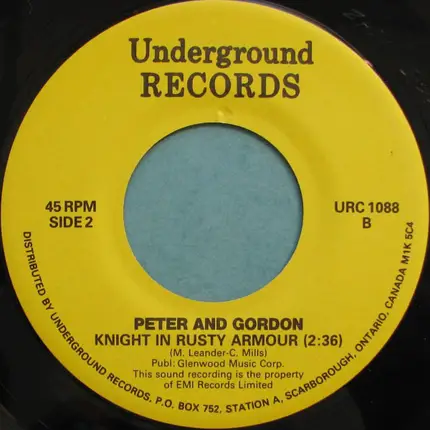 Underground
RECORDS
45 RPM
SIDE 2
URC 1088
B
PETER AND GORDON
KNIGHT IN RUSTY ARMOUR (2:36)
(M. Leander-C. Mills)
Publ: Glenwood Music Corp.
This sound recording is the property
of EMI Records Limited
DISTRIBUTED BY UNDERGROUND RECORDS, P.O. BOX 752, STATION A, SCARBOROUGH, ONTARIO, CANADA M1K 5C4